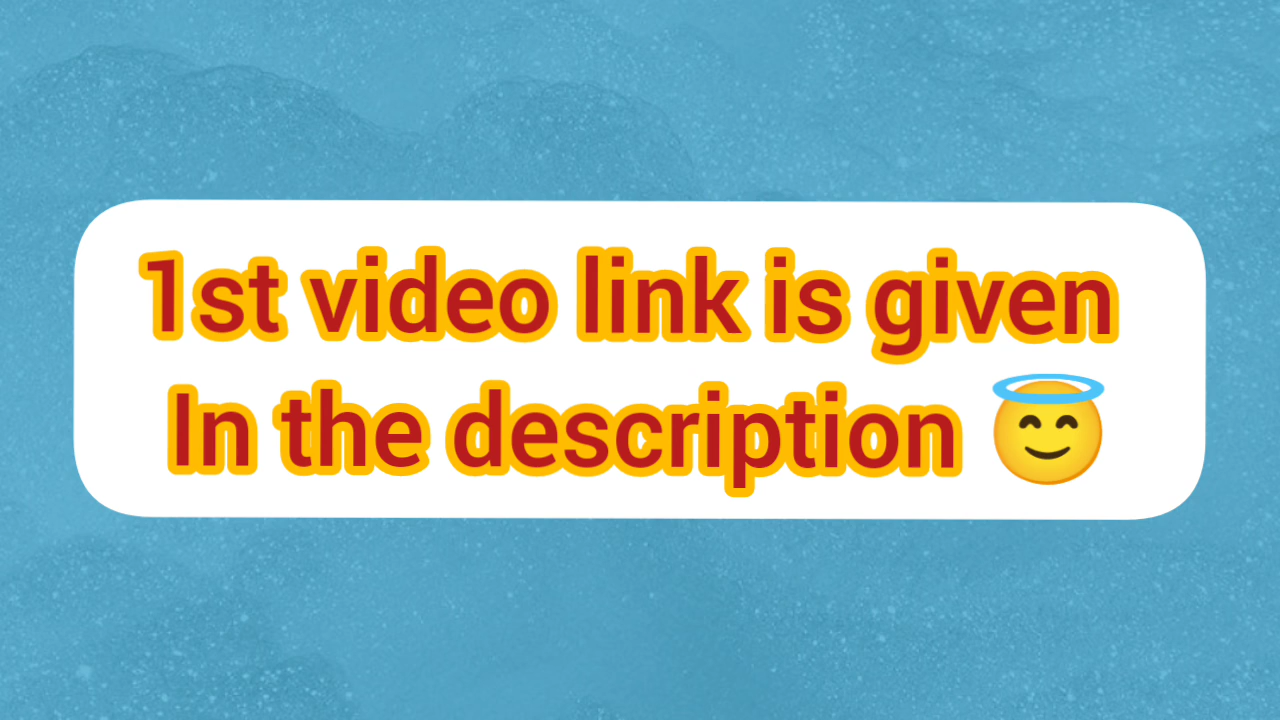 1st video link is given
In the description 😇